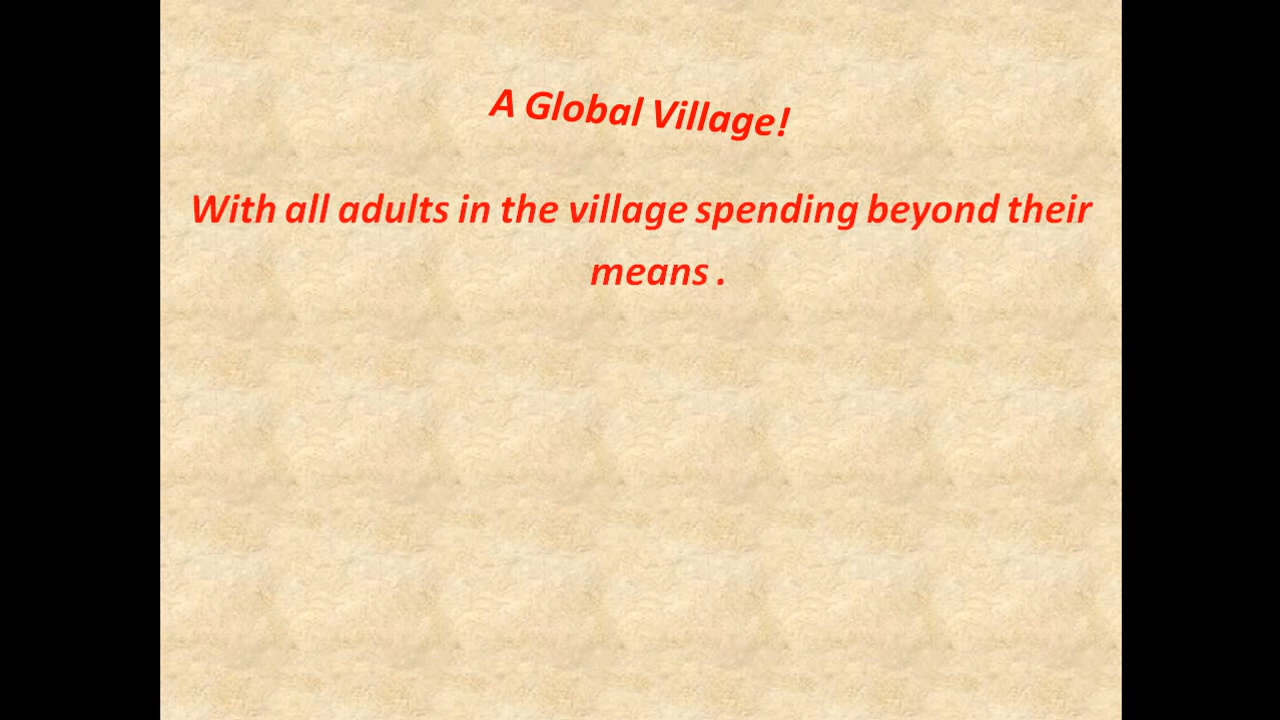 A Global Village!
With all adults in the village spending beyond their
means .